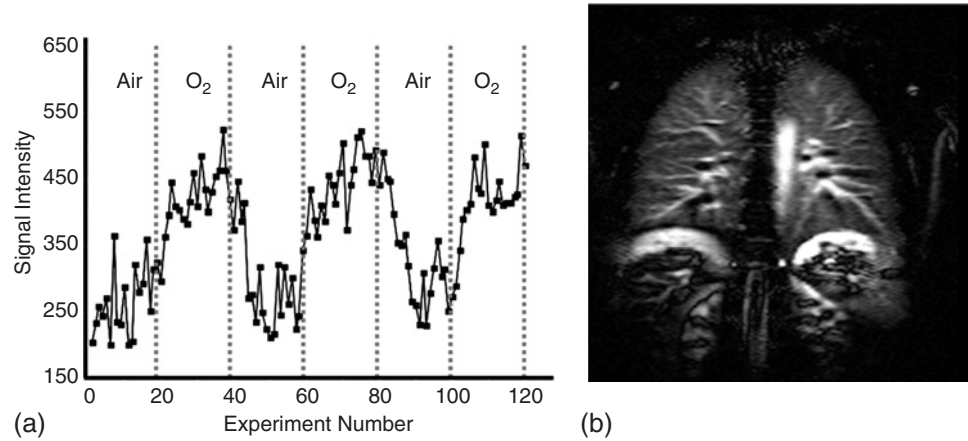 650
550
450
350
250
150
Signal Intensity
Air O₂ Air O₂ Air O₂
0 20 40 60 80 100 120
Experiment Number
(a)
(b)